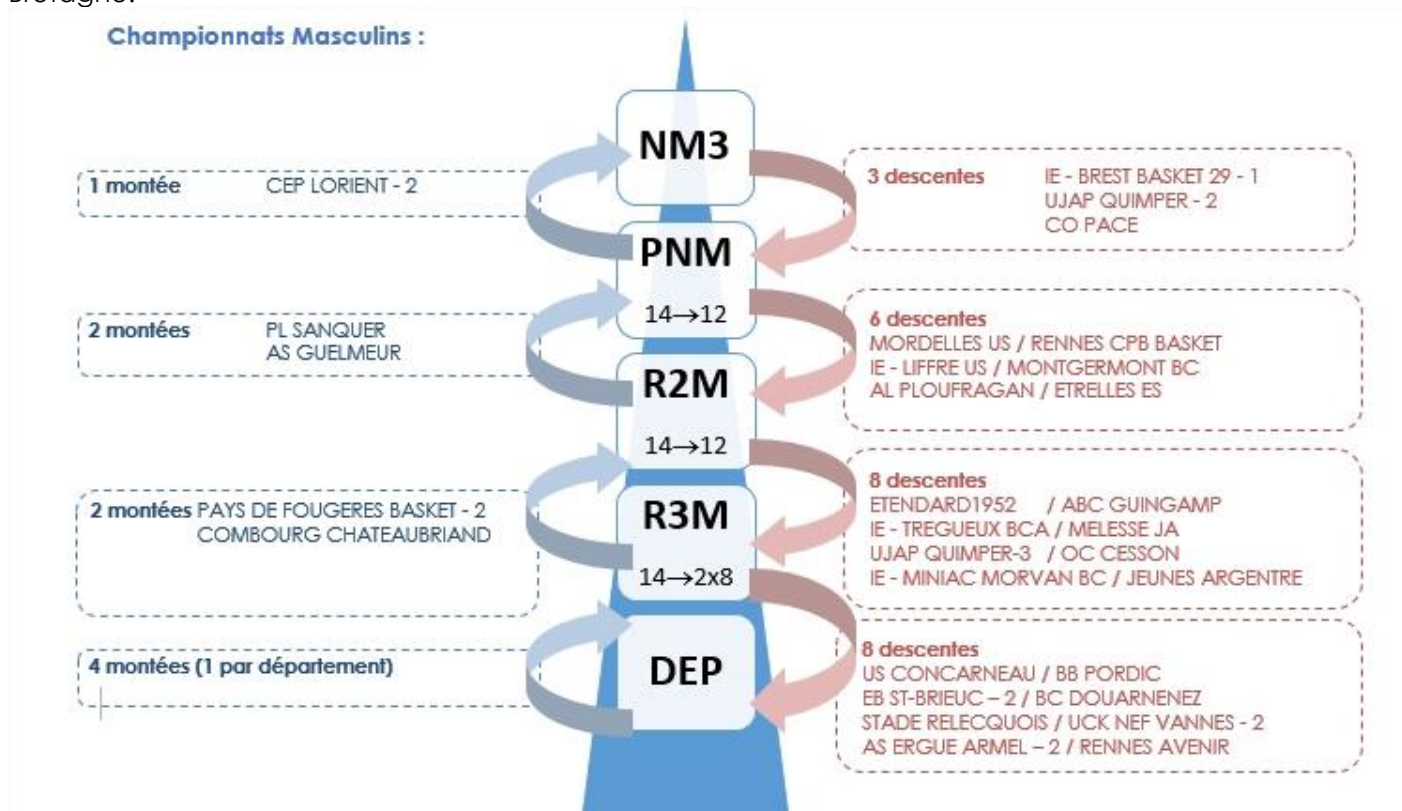 Bretagne.
Championnats Masculins :
NM3
1 montée CEP LORIENT - 2
3 descentes IE - BREST BASKET 29 - 1
UJAP QUIMPER - 2
CO PACE
PNM
14→12
2 montées PL SANQUER
AS GUELMEUR
6 descentes
MORDELLES US / RENNES CPB BASKET
IE - LIFFRE US / MONTGERMONT BC
AL PLOUFRAGAN / ETRELLES ES
R2M
14→12
2 montées PAYS DE FOUGERES BASKET - 2
COMBOURG CHATEAUBRIAND
8 descentes
ETENDARD1952 / ABC GUINGAMP
IE - TREGUEUX BCA / MELESSE JA
UJAP QUIMPER-3 / OC CESSON
IE - MINIAC MORVAN BC / JEUNES ARGENTRE
R3M
14→2x8
4 montées (1 par département)
8 descentes
US CONCARNEAU / BB PORDIC
EB ST-BRIEUC – 2 / BC DOUARNENEZ
STADE RELECQUOIS / UCK NEF VANNES - 2
AS ERGUE ARMEL – 2 / RENNES AVENIR
DEP